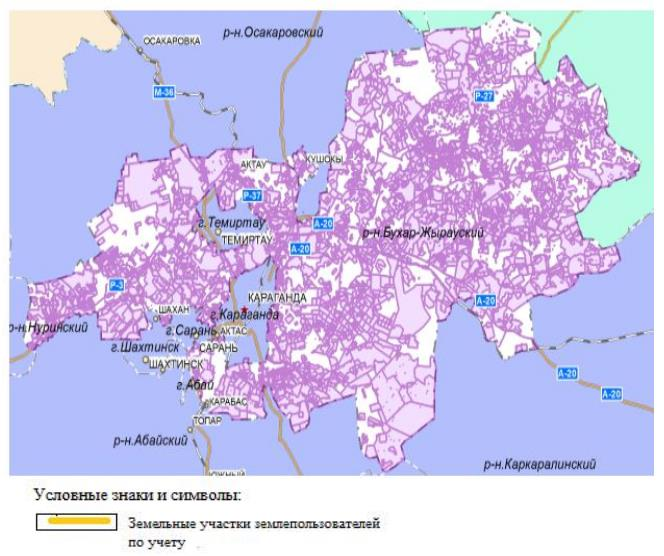 р-н.Осакаровский
ОСАКАРОВКА
М-36
Р-27
АКТАУ
КУШОКЫ
Р-37
г.Темиртау
ТЕМИРТАУ
А-20
А-20
р-н.Бухар-Жырауский
Р-3
КАРАГАНДА
А-20
ШАХАН
г.Караганда
р-н.Нуринский
г.Сарань
АКТАС
г.Шахтинск
САРАНЬ
ШАХТИНСК
А-20
г.Абай
А-20
КАРАБАС
ТОПАР
р-н.Абайский
р-н.Каркаралинский
ЮЖНЫЙ
Условные знаки и символы:
Земельные участки землепользователей
по учету